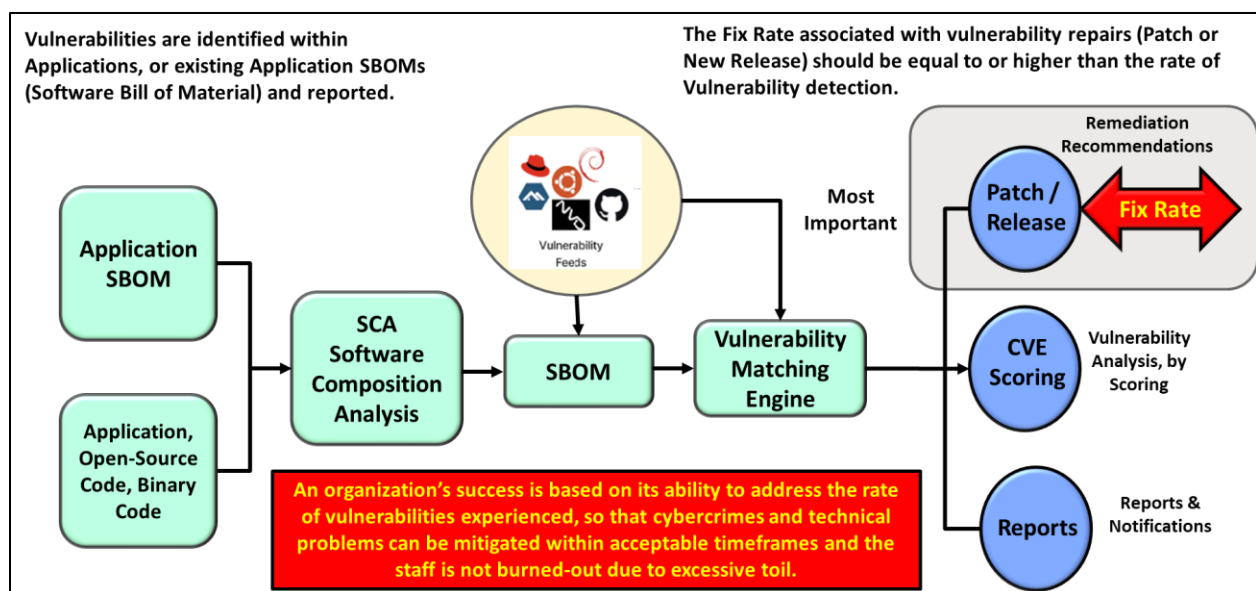 Vulnerabilities are identified within
Applications, or existing Application SBOMs
(Software Bill of Material) and reported.
The Fix Rate associated with vulnerability repairs (Patch or
New Release) should be equal to or higher than the rate of
Vulnerability detection.
Remediation
Recommendations
Most
Important
Patch /
Release
Fix Rate
Vulnerability
Feeds
Application
SBOM
SCA
Software
Composition
Analysis
SBOM
Vulnerability
Matching
Engine
CVE
Scoring
Vulnerability
Analysis, by
Scoring
Application,
Open-Source
Code, Binary
Code
An organization's success is based on its ability to address the rate
of vulnerabilities experienced, so that cybercrimes and technical
problems can be mitigated within acceptable timeframes and the
staff is not burned-out due to excessive toil.
Reports
Reports &
Notifications